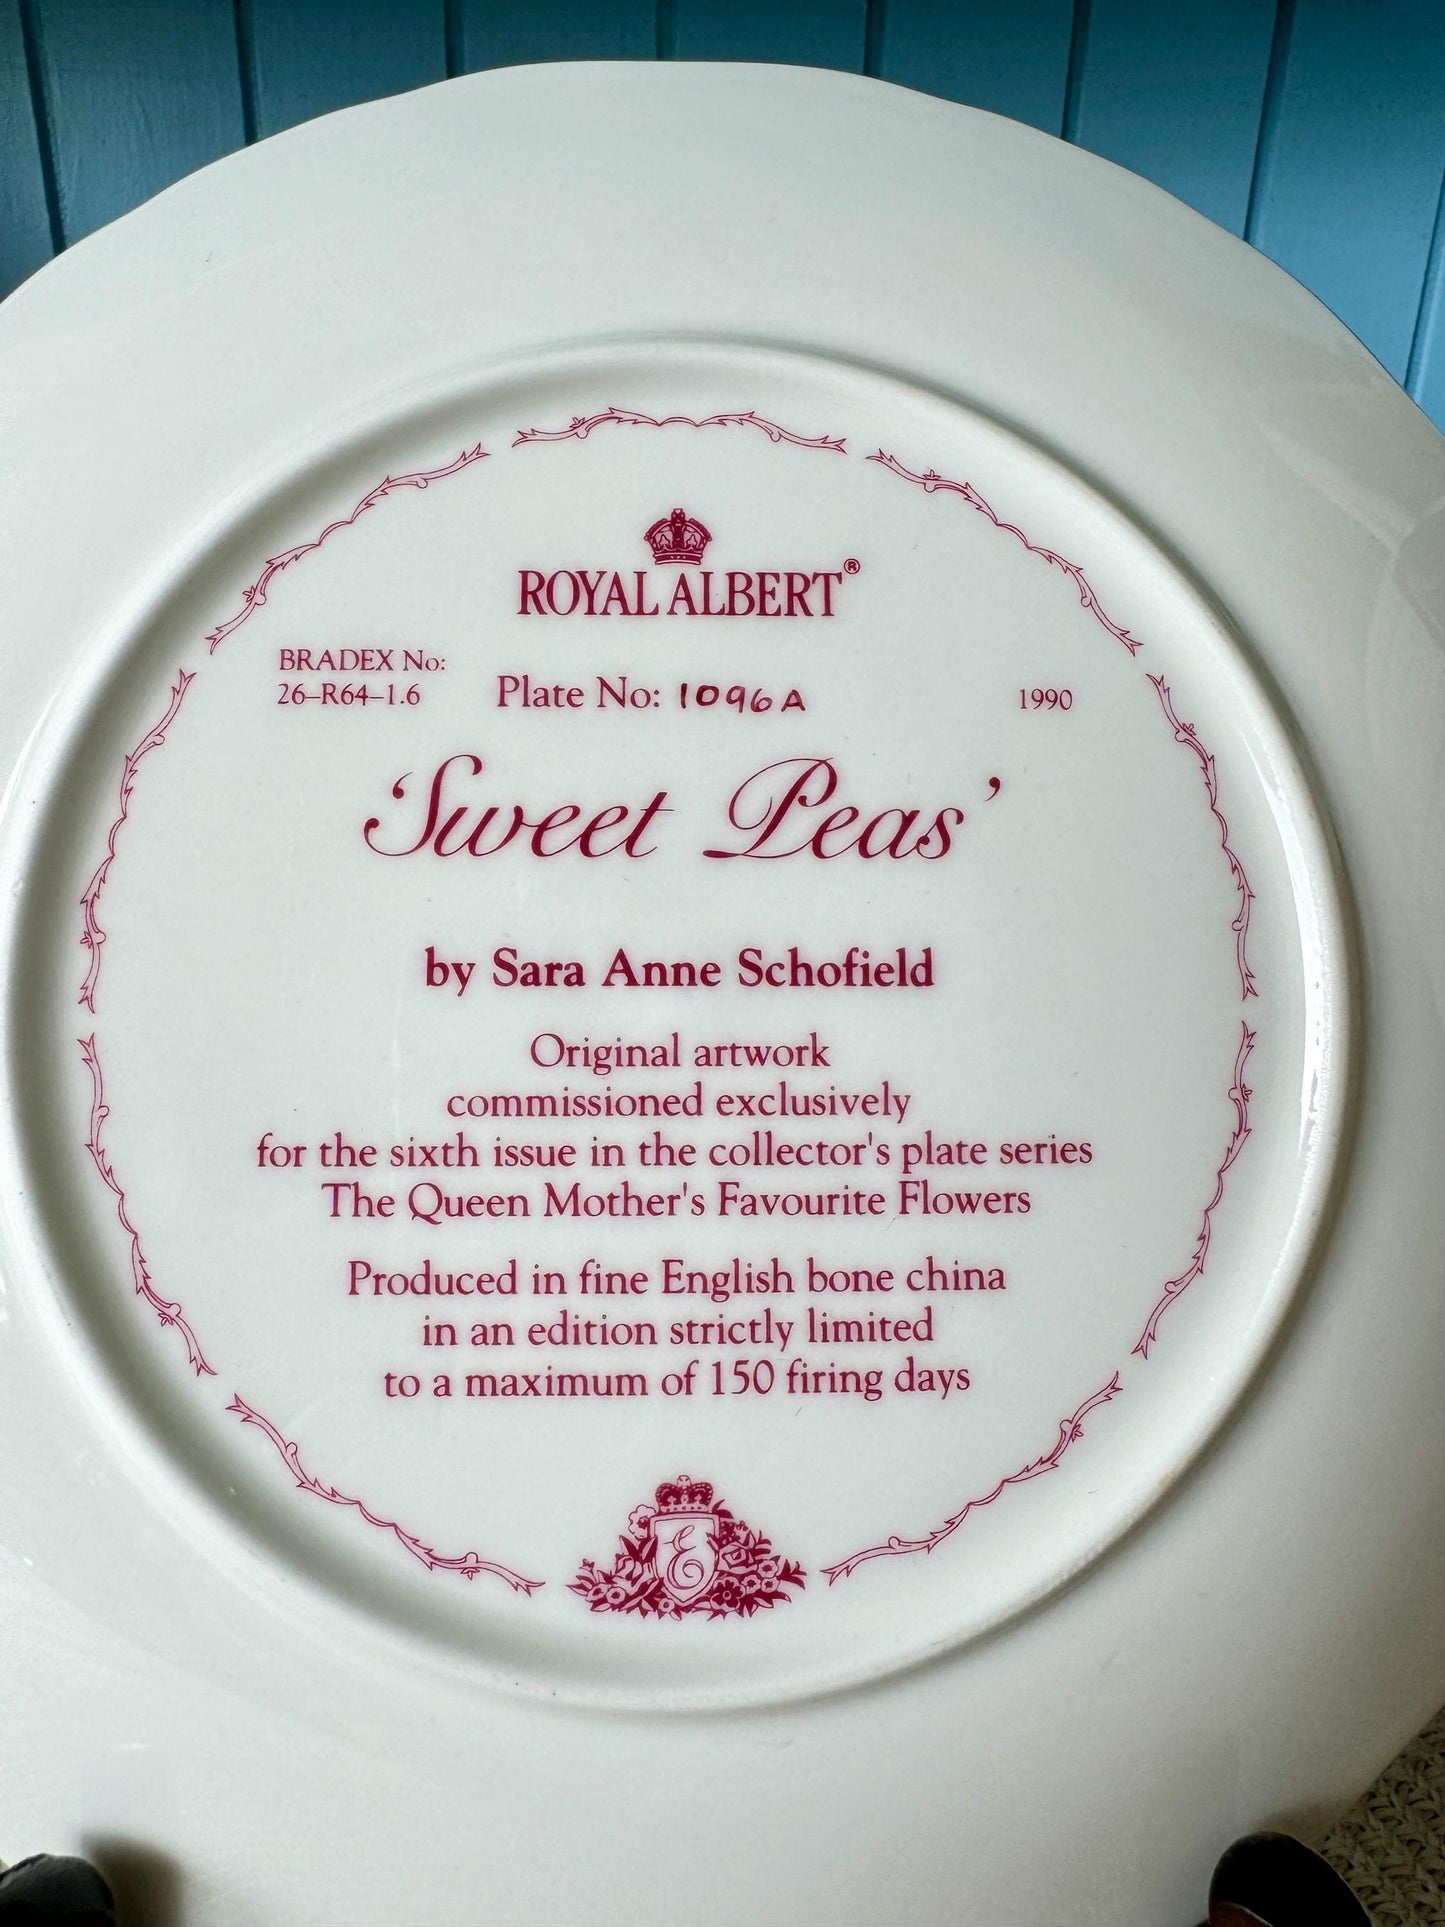 ROYAL ALBERT®
BRADEX No:
26–R64–1.6
Plate No: 1096A
1990
‘Sweet Peas’
by Sara Anne Schofield
Original artwork
commissioned exclusively
for the sixth issue in the collector's plate series
The Queen Mother's Favourite Flowers
Produced in fine English bone china
in an edition strictly limited
to a maximum of 150 firing days
E